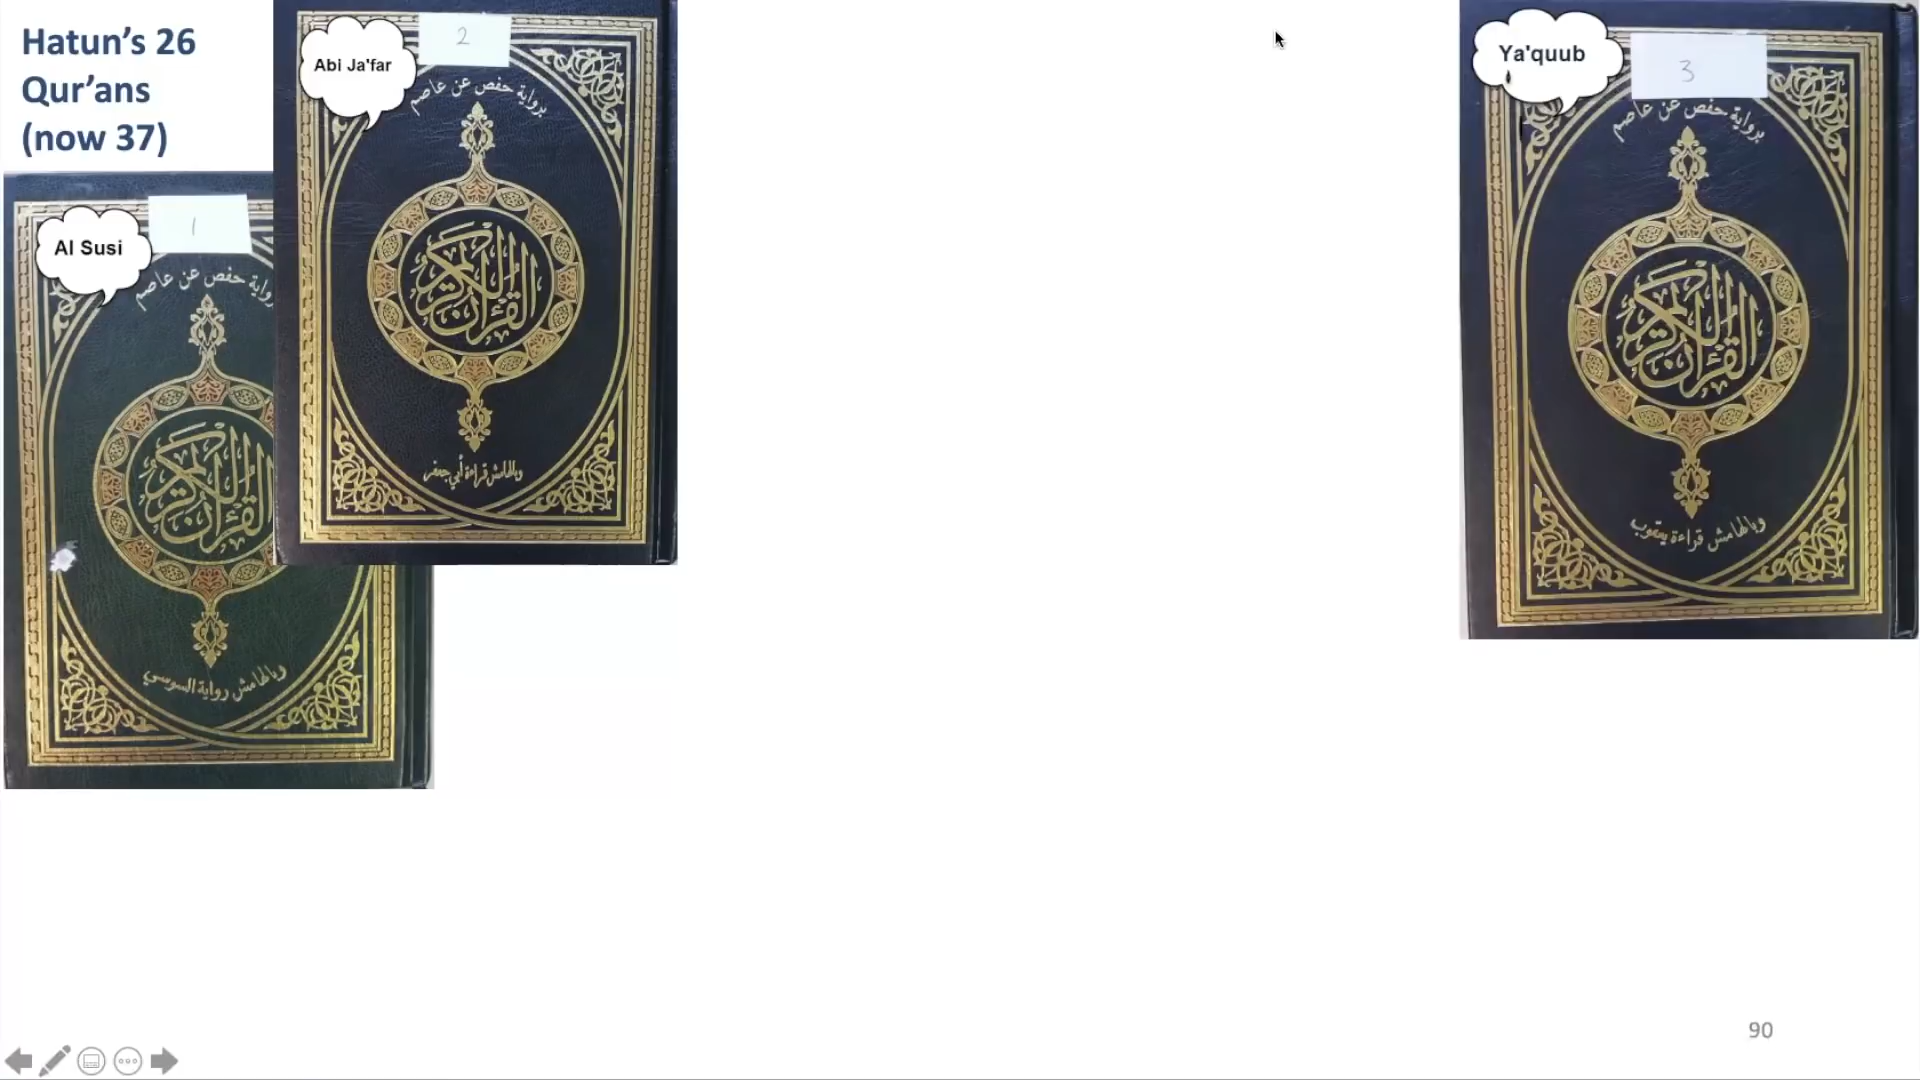 Hatun’s 26
Qur’ans
(now 37)
Al Susi
1
برواية حفص عن عاصم
القرآن الكريم
وبالهامش رواية السوسي
Abi Ja'far
2
برواية حفص عن عاصم
القرآن الكريم
وبالهامش قراءة أبي جعفر
Ya'quub
3
برواية حفص عن عاصم
القرآن الكريم
وبالهامش قراءة يعقوب
90